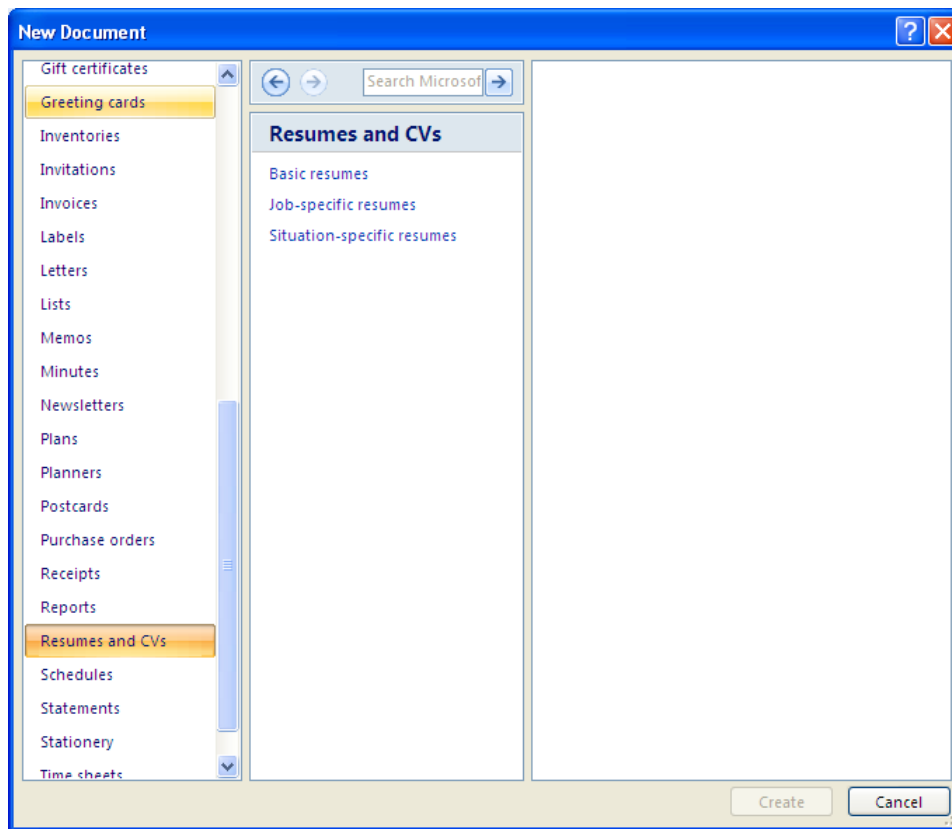 New Document
Gift certificates
Greeting cards
Inventories
Invitations
Invoices
Labels
Letters
Lists
Memos
Minutes
Newsletters
Plans
Planners
Postcards
Purchase orders
Receipts
Reports
Resumes and CVs
Schedules
Statements
Stationery
Time sheets
Search Microsof
Resumes and CVs
Basic resumes
Job-specific resumes
Situation-specific resumes
Create
Cancel